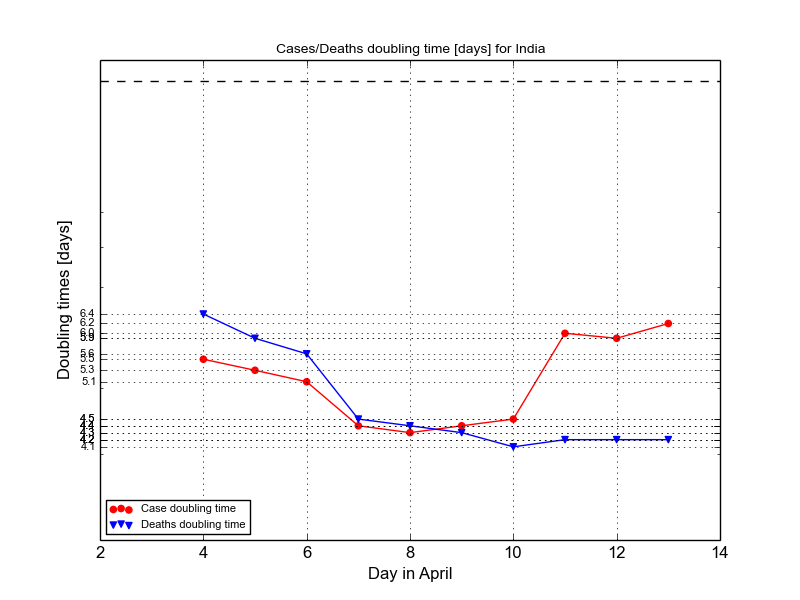 Cases/Deaths doubling time [days] for India
Doubling times [days]
6.4
6.2
6.0
5.9
5.6
5.5
5.3
5.1
4.5
4.4
4.3
4.2
4.1
Case doubling time
Deaths doubling time
2 4 6 8 10 12 14
Day in April